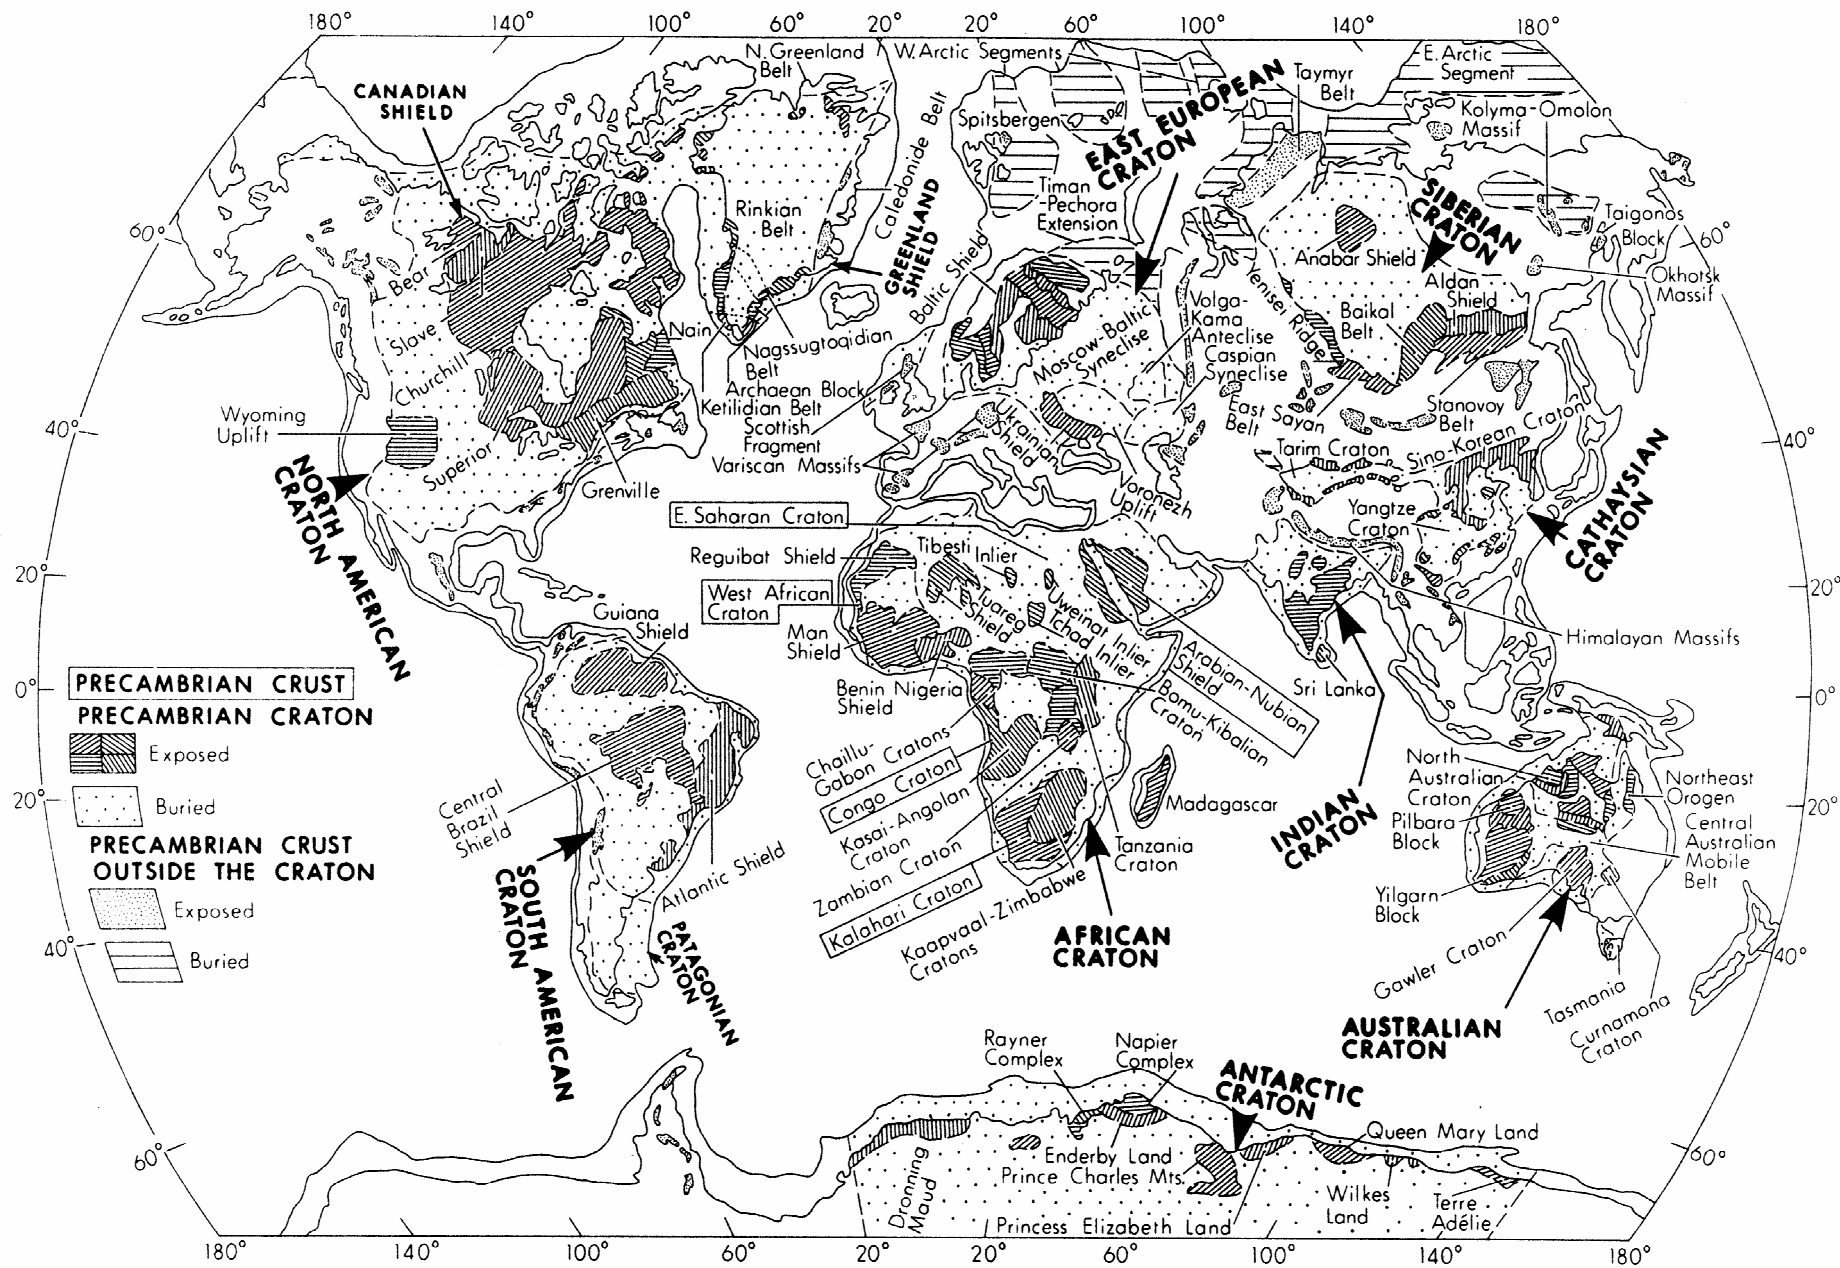 180°
140°
100°
60°
20°
20°
60°
100°
140°
180°
N. Greenland
Belt
W. Arctic Segments
E. Arctic
Segment
Taymyr
Belt
Kolyma-Omolon
Massif
CANADIAN
SHIELD
Spitsbergen
EAST EUROPEAN
CRATON
Caledonide Belt
Timan
-Pechora
Extension
SIBERIAN
CRATON
Taigonos
Block
60°
60°
Rinkian
Belt
GREENLAND
SHIELD
Baltic Shield
Anabar Shield
Okhotsk
Massif
Bear
Slave
Churchill
Superior
Nain
Nagssugtoqidian
Belt
Archaean Block
Ketilidian Belt
Scottish
Fragment
Variscan Massifs
Moscow-Baltic
Syneclise
Volga-
Kama
Anteclise
Caspian
Syneclise
Yenisei Ridge
Baikal
Belt
Aldan
Shield
Wyoming
Uplift
40°
40°
Ukrainian
Shield
East Sayan
Belt
Stanovoy
Belt
Tarim Craton
Sino-Korean Craton
Grenville
Voronezh
Uplift
Yangtze
Craton
CATHAYSIAN
CRATON
NORTH AMERICAN
CRATON
E. Saharan Craton
Reguibat Shield
Tibesti Inlier
20°
20°
West African
Craton
Tuareg
Shield
Uweinat Inlier
Tchad Inlier
Man
Shield
Guiana
Shield
Himalayan Massifs
Arabian-Nubian
Shield
Benin Nigeria
Shield
Bomu-Kibalian
Craton
Sri Lanka
PRECAMBRIAN CRUST
0°
0°
PRECAMBRIAN CRATON
Exposed
Buried
20°
20°
Chaillu-
Gabon Cratons
Congo Craton
Kasai-Angolan
Craton
Zambian Craton
Kalahari Craton
Kaapvaal-Zimbabwe
Cratons
Madagascar
Tanzania
Craton
INDIAN
CRATON
North
Australian
Craton
Pilbara
Block
Northeast
Orogen
Central
Australian
Mobile
Belt
Central
Brazil
Shield
PRECAMBRIAN CRUST
OUTSIDE THE CRATON
Exposed
Buried
Atlantic Shield
SOUTH AMERICAN
CRATON
PATAGONIAN
CRATON
AFRICAN
CRATON
Yilgarn
Block
Gawler Craton
40°
40°
Tasmania
Curnamona
Craton
AUSTRALIAN
CRATON
Rayner
Complex
Napier
Complex
ANTARCTIC
CRATON
60°
60°
Queen Mary Land
Enderby Land
Prince Charles Mts.
Dronning
Maud
Princess Elizabeth Land
Wilkes
Land
Terre
Adélie
180°
140°
100°
60°
20°
20°
60°
100°
140°
180°